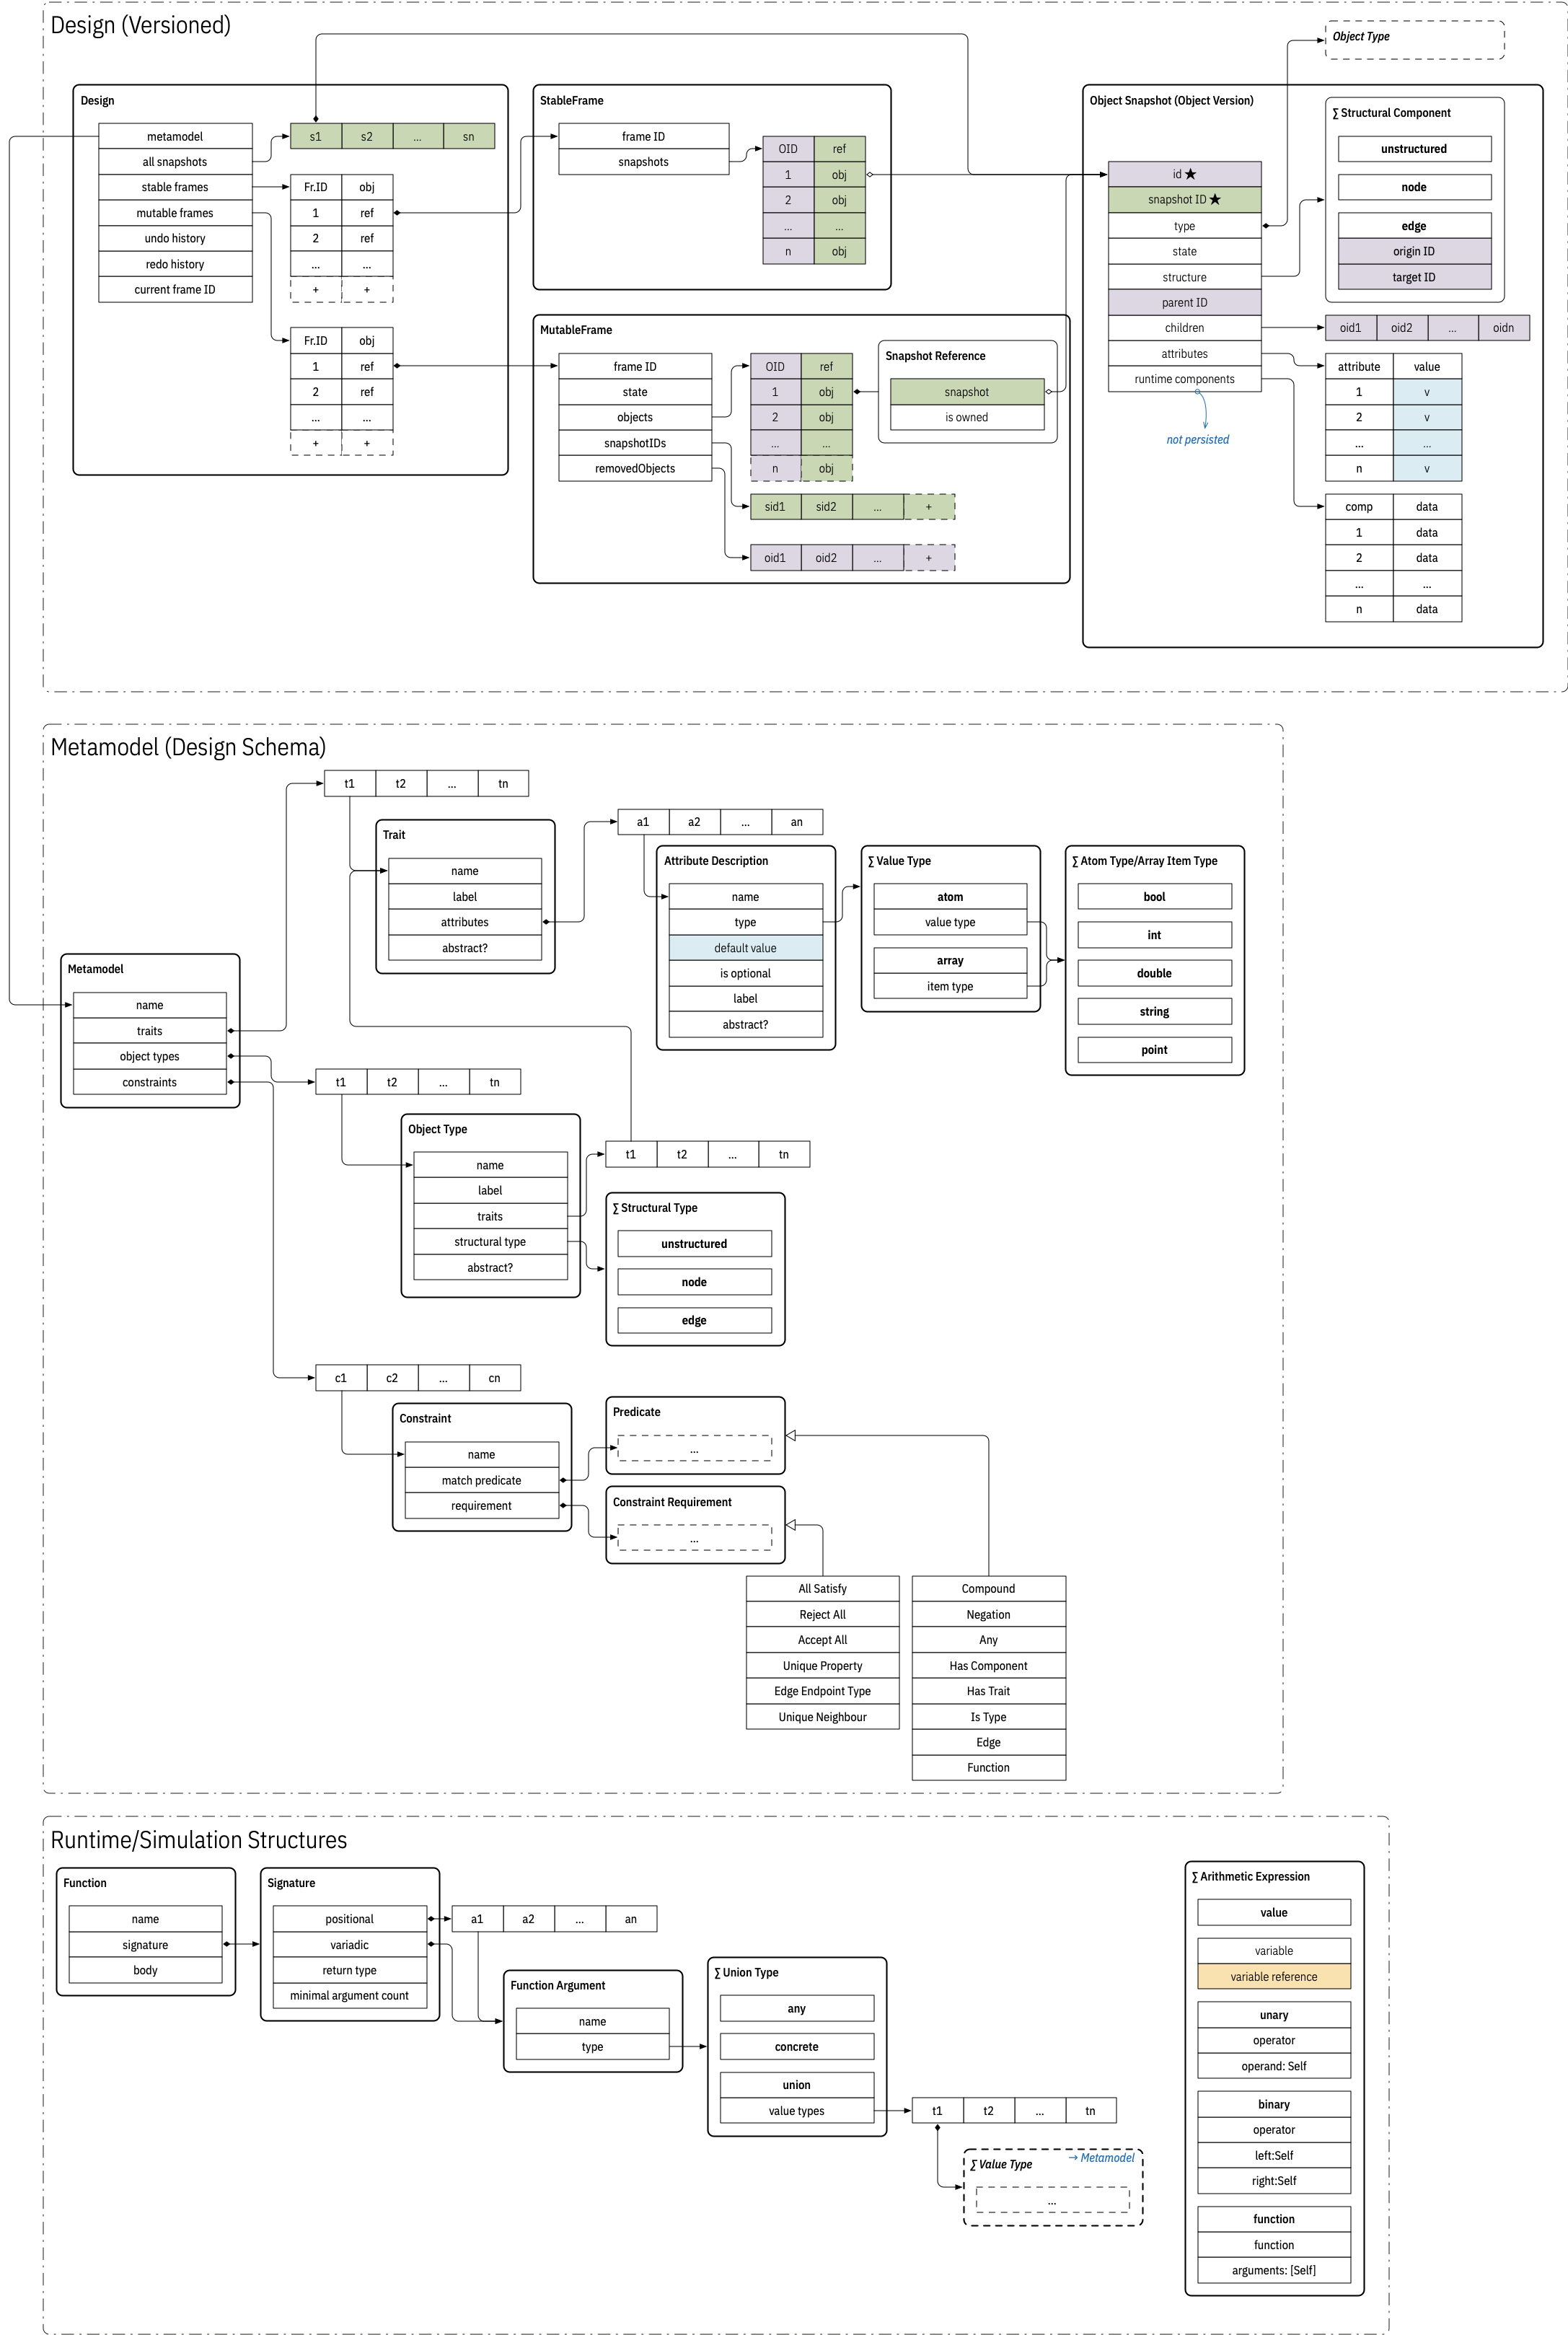 Design (Versioned)
Object Type
Design
metamodel
all snapshots
stable frames
mutable frames
undo history
redo history
current frame ID
s1 s2 ... sn
Fr.ID obj
1 ref
2 ref
... ...
+ +
Fr.ID obj
1 ref
2 ref
... ...
+ +
StableFrame
frame ID
snapshots
OID ref
1 obj
2 obj
... ...
n obj
MutableFrame
frame ID
state
objects
snapshotIDs
removedObjects
OID ref
1 obj
2 obj
... ...
n obj
Snapshot Reference
snapshot
is owned
sid1 sid2 ... +
oid1 oid2 ... +
Object Snapshot (Object Version)
id ★
snapshot ID ★
type
state
structure
parent ID
children
attributes
runtime components
not persisted
∑ Structural Component
unstructured
node
edge
origin ID
target ID
oid1 oid2 ... oidn
attribute value
1 v
2 v
... ...
n v
comp data
1 data
2 data
... ...
n data
Metamodel (Design Schema)
t1 t2 ... tn
Trait
name
label
attributes
abstract?
a1 a2 ... an
Attribute Description
name
type
default value
is optional
label
abstract?
∑ Value Type
atom
value type
array
item type
∑ Atom Type/Array Item Type
bool
int
double
string
point
Metamodel
name
traits
object types
constraints
t1 t2 ... tn
Object Type
name
label
traits
structural type
abstract?
t1 t2 ... tn
∑ Structural Type
unstructured
node
edge
c1 c2 ... cn
Constraint
name
match predicate
requirement
Predicate
...
Constraint Requirement
...
All Satisfy
Reject All
Accept All
Unique Property
Edge Endpoint Type
Unique Neighbour
Compound
Negation
Any
Has Component
Has Trait
Is Type
Edge
Function
Runtime/Simulation Structures
Function
name
signature
body
Signature
positional
variadic
return type
minimal argument count
a1 a2 ... an
Function Argument
name
type
∑ Union Type
any
concrete
union
value types
t1 t2 ... tn
→ Metamodel
∑ Value Type
...
∑ Arithmetic Expression
value
variable
variable reference
unary
operator
operand: Self
binary
operator
left:Self
right:Self
function
function
arguments: [Self]